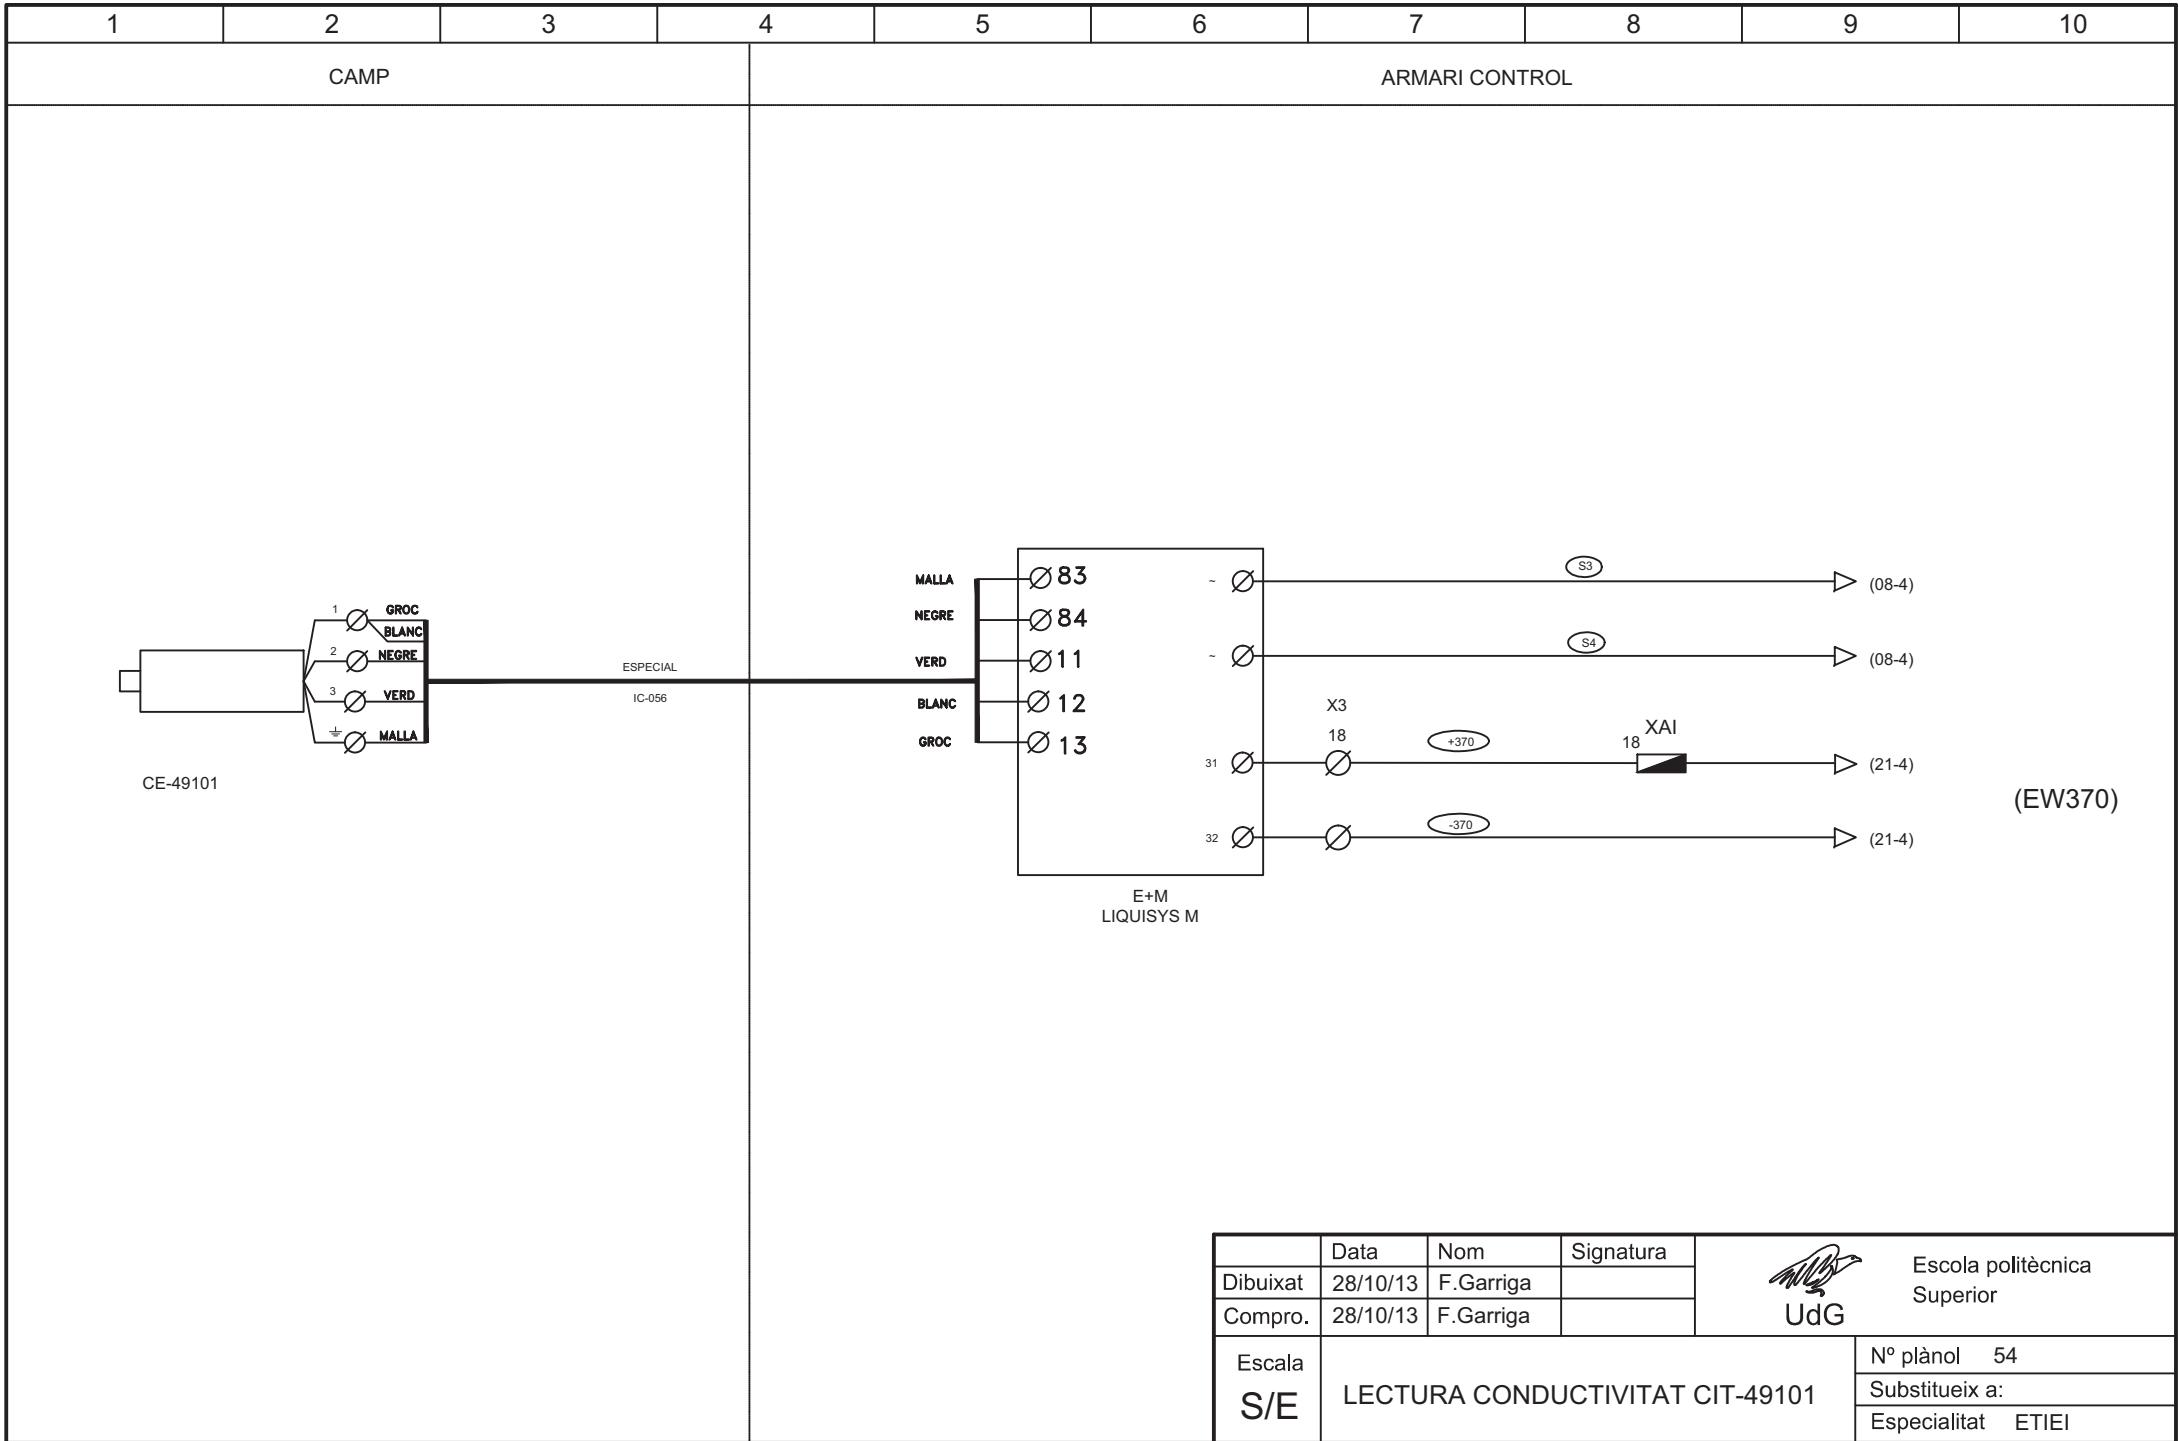 1 2 3 4 5 6 7 8 9 10
CAMP ARMARI CONTROL
1 GROC
BLANC
2 NEGRE
3 VERD
MALLA
CE-49101
ESPECIAL
IC-056
MALLA 83
NEGRE 84
VERD 11
BLANC 12
GROC 13
~ S3 (08-4)
~ S4 (08-4)
X3
18
31 +370 18 XAI (21-4)
(EW370)
32 -370 (21-4)
E+M
LIQUISYS M
Data Nom Signatura
Dibuixat 28/10/13 F.Garriga
Compro. 28/10/13 F.Garriga
UdG
Escola politècnica
Superior
Escala
S/E
LECTURA CONDUCTIVITAT CIT-49101
Nº plànol 54
Substitueix a:
Especialitat ETIEI